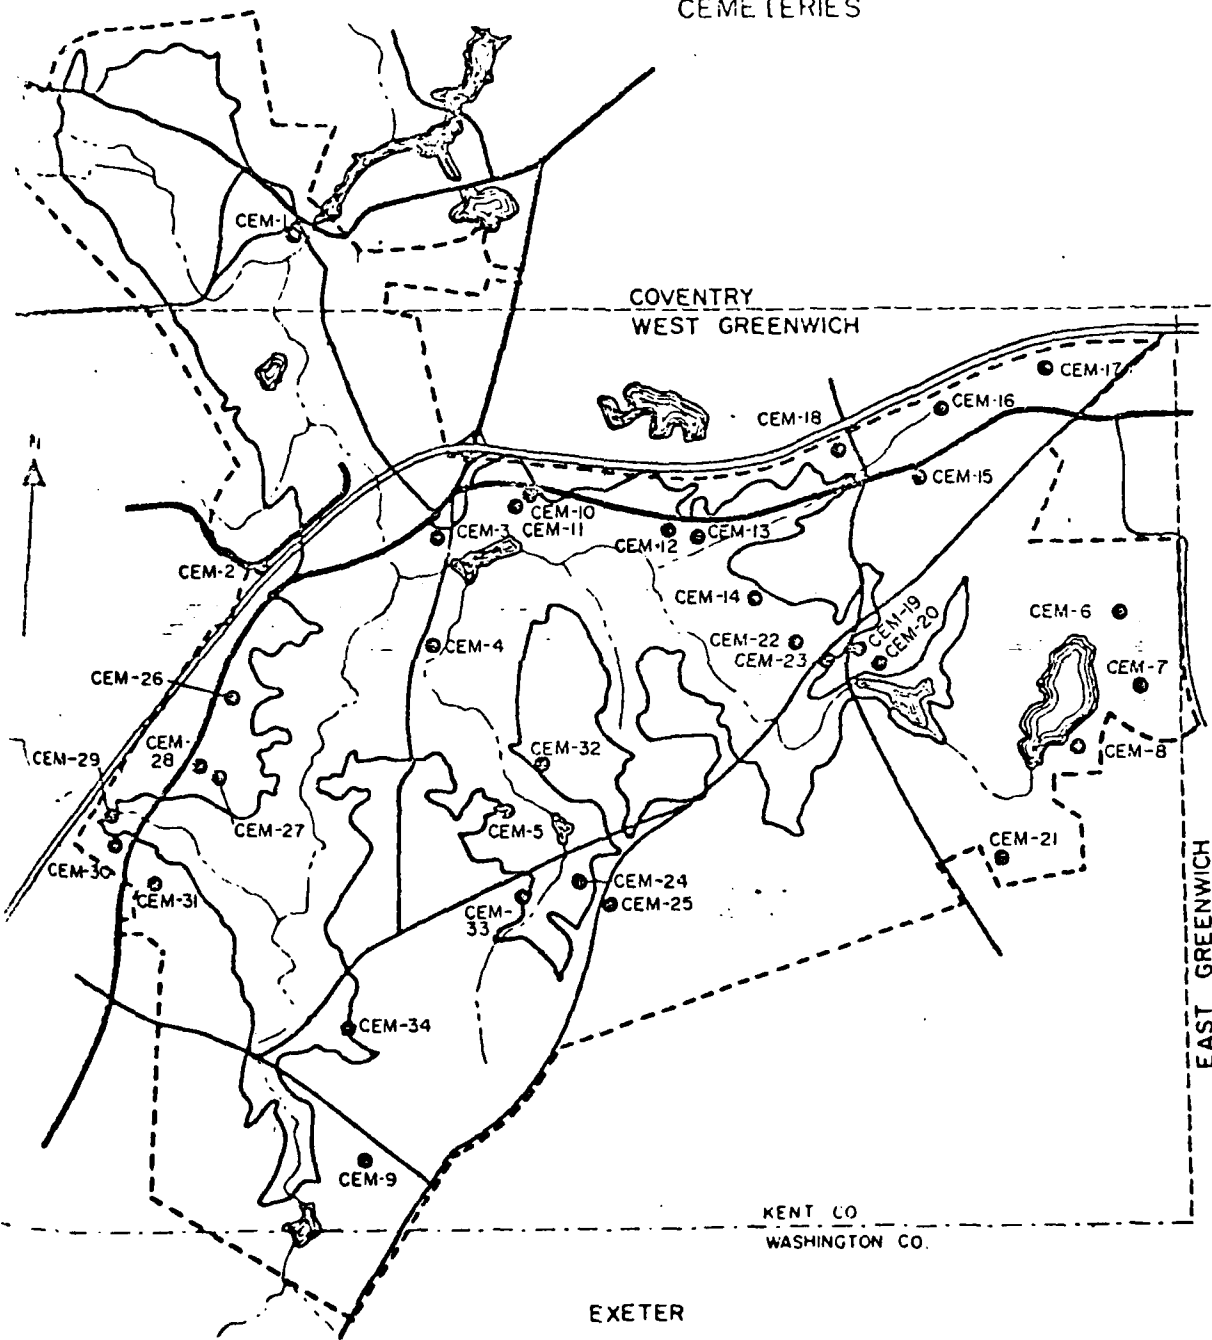 CEMETERIES
CEM-1
COVENTRY
WEST GREENWICH
CEM-17
CEM-16
CEM-18
N
CEM-15
CEM-10
CEM-3
CEM-11
CEM-12
CEM-13
CEM-2
CEM-14
CEM-6
CEM-19
CEM-20
CEM-22
CEM-4
CEM-23
CEM-26
CEM-7
CEM-28
CEM-32
CEM-29
CEM-8
CEM-27
CEM-5
CEM-21
CEM-30
CEM-24
CEM-31
CEM-33
CEM-25
EAST GREENWICH
CEM-34
CEM-9
KENT CO
WASHINGTON CO.
EXETER